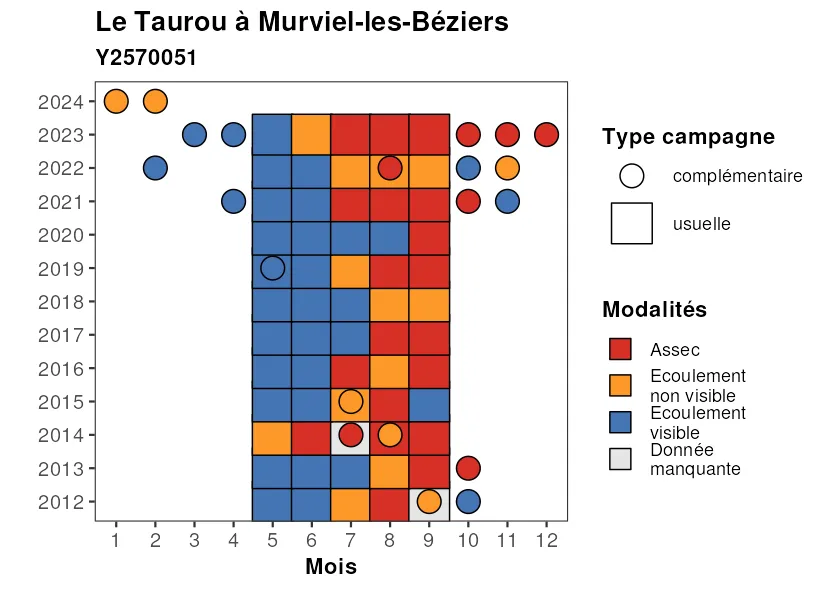 Le Taurou à Murviel-les-Béziers
Y2570051
2024
2023
2022
2021
2020
2019
2018
2017
2016
2015
2014
2013
2012
1 2 3 4 5 6 7 8 9 10 11 12
Mois
Type campagne
complémentaire
usuelle
Modalités
Assec
Ecoulement
non visible
Ecoulement
visible
Donnée
manquante